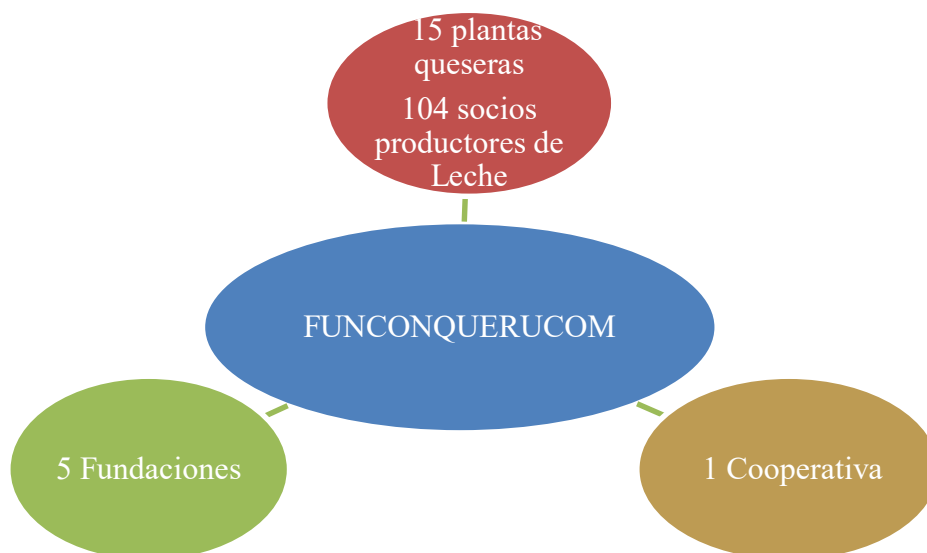 15 plantas
queseras
104 socios
productores de
Leche
FUNCONQUERUCOM
5 Fundaciones
1 Cooperativa